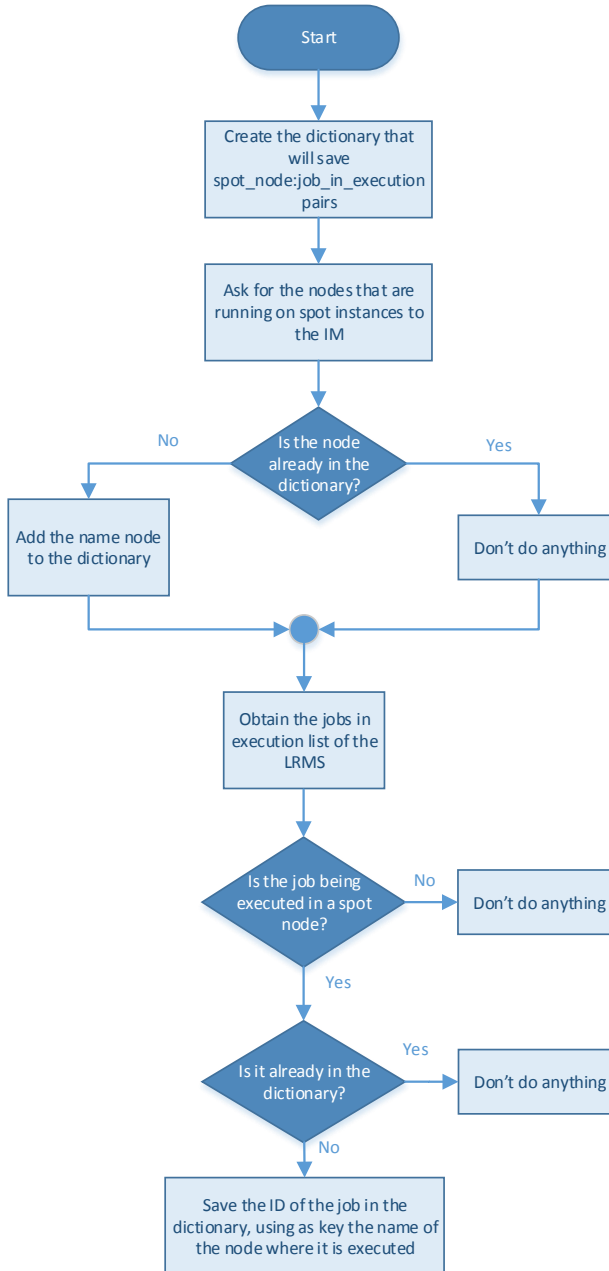 Start
Create the dictionary that
will save
spot_node:job_in_execution
pairs
Ask for the nodes that are
running on spot instances to
the IM
Is the node
already in the
dictionary?
No
Yes
Add the name node
to the dictionary
Don't do anything
Obtain the jobs in
execution list of the
LRMS
Is the job being
executed in a spot
node?
No
Don't do anything
Yes
Is it already in the
dictionary?
Yes
Don't do anything
No
Save the ID of the job in the
dictionary, using as key the name of
the node where it is executed